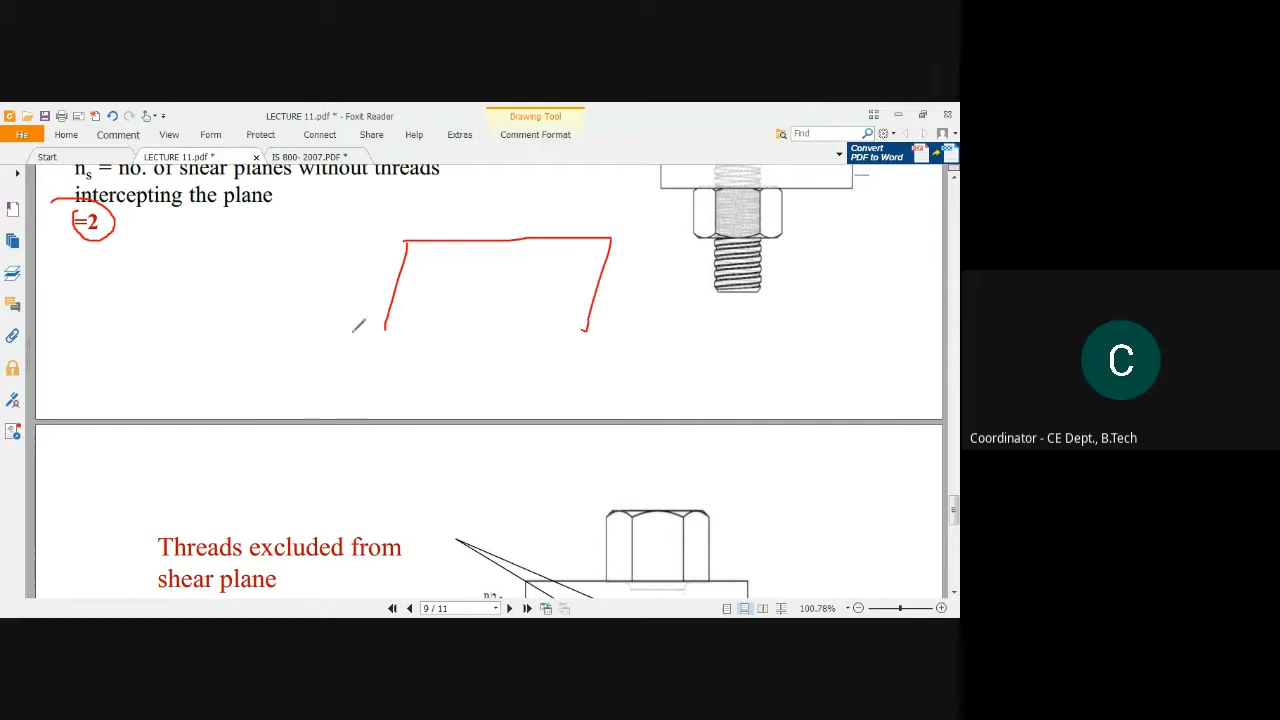 LECTURE 11.pdf * - Foxit Reader
Drawing Tool
File
Home
Comment
View
Form
Protect
Connect
Share
Help
Extras
Comment Format
Find
Start
LECTURE 11.pdf *
IS 800- 2007.PDF *
Convert
PDF to Word
ns = no. of shear planes without threads
intercepting the plane
=2
C
Coordinator - CE Dept., B.Tech
Threads excluded from
shear plane
9 / 11
100.78%